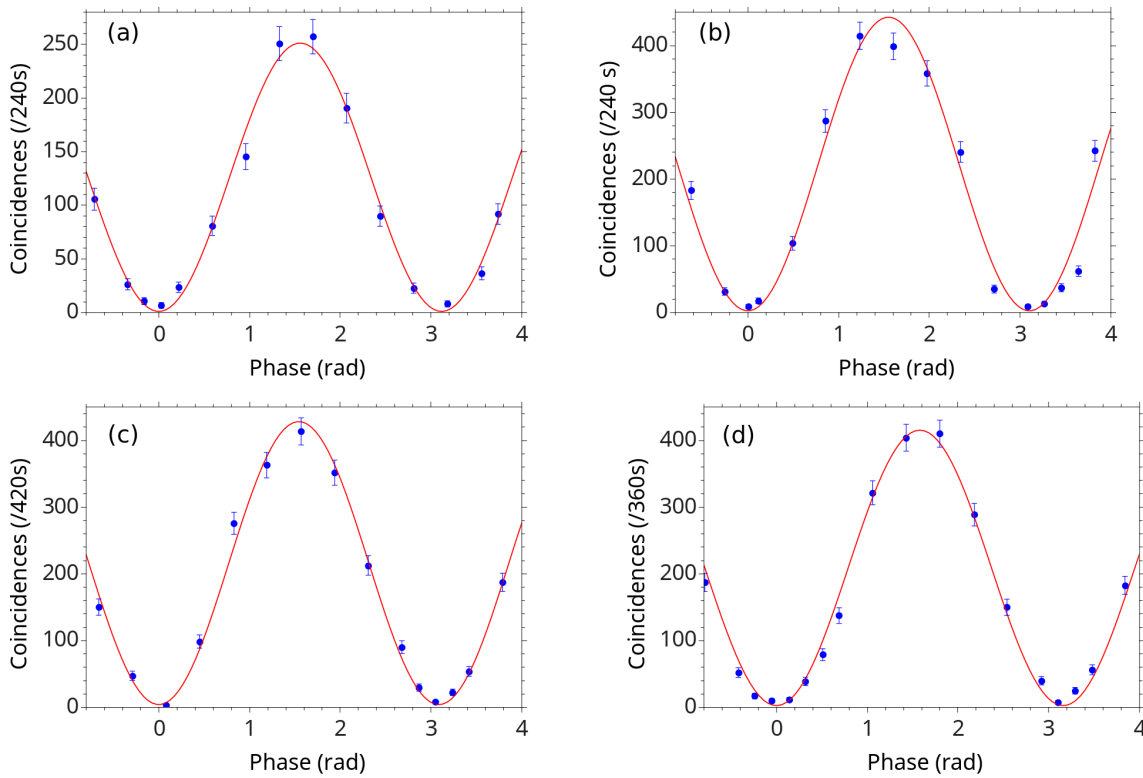 (a)
Coincidences (/240s)
250
200
150
100
50
0
0 1 2 3 4
Phase (rad)
(b)
Coincidences (/240 s)
400
300
200
100
0
0 1 2 3 4
Phase (rad)
(c)
Coincidences (/420s)
400
300
200
100
0
0 1 2 3 4
Phase (rad)
(d)
Coincidences (/360s)
400
300
200
100
0
0 1 2 3 4
Phase (rad)